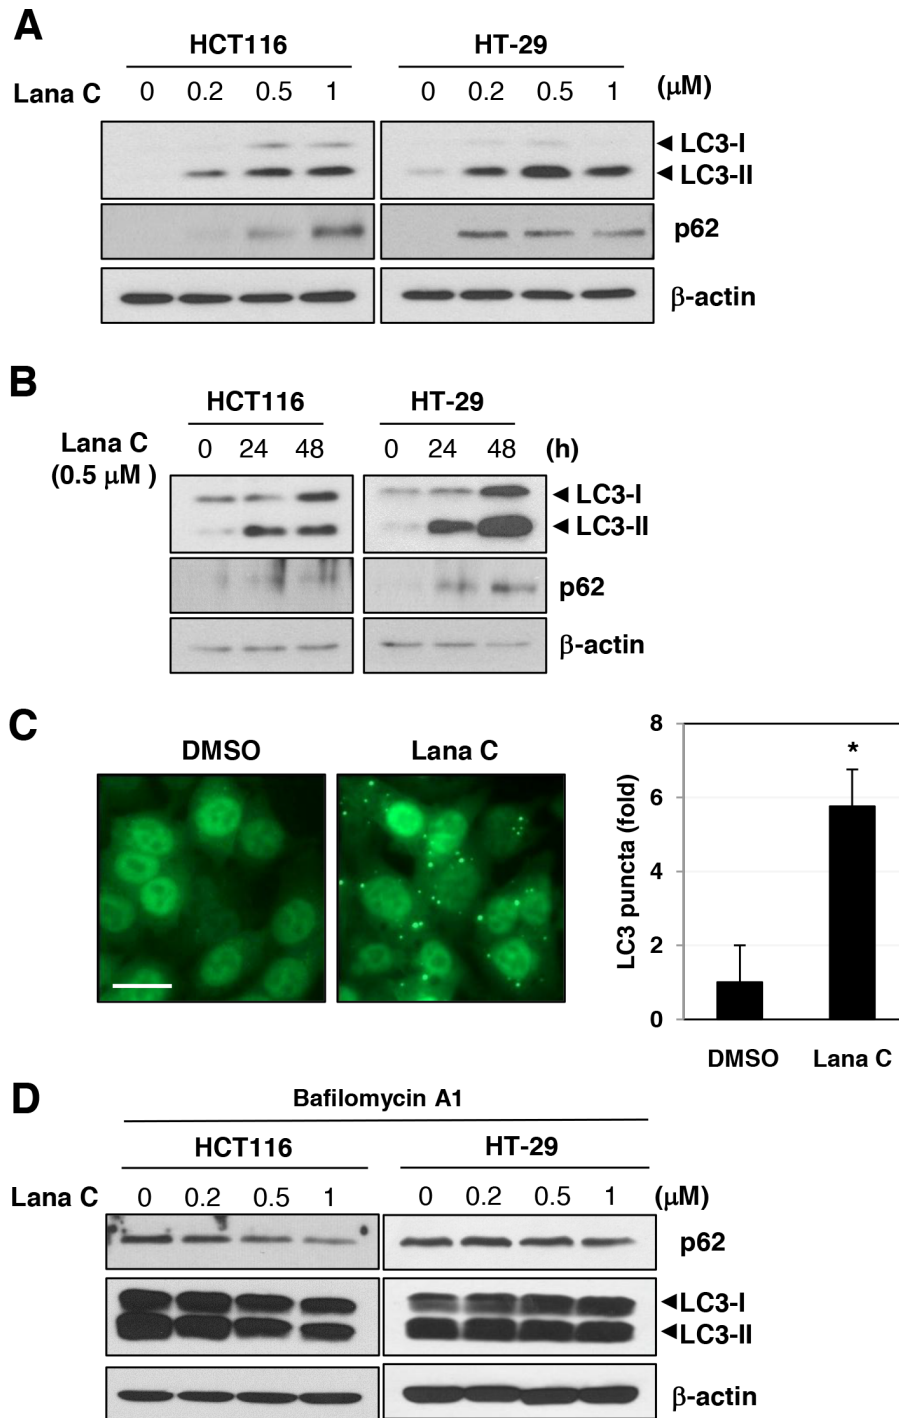 A
HCT116 HT-29
Lana C 0 0.2 0.5 1 0 0.2 0.5 1 (μM)
◄ LC3-I
◄ LC3-II
p62
β-actin
B
HCT116 HT-29
Lana C
(0.5 μM )
0 24 48 0 24 48 (h)
◄ LC3-I
◄ LC3-II
p62
β-actin
C
DMSO Lana C
8
6
4
2
0
LC3 puncta (fold)
*
DMSO Lana C
D
Bafilomycin A1
HCT116 HT-29
Lana C 0 0.2 0.5 1 0 0.2 0.5 1 (μM)
p62
◄LC3-I
◄LC3-II
β-actin